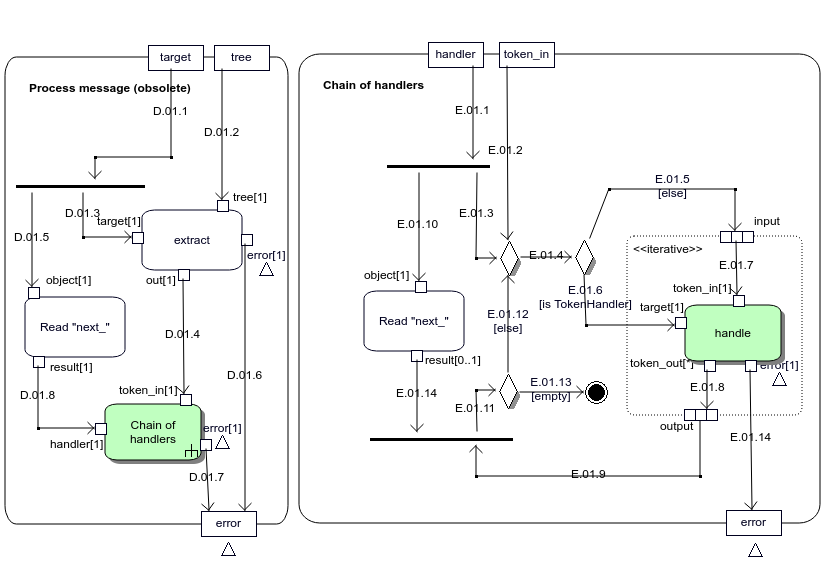 target
tree
Process message (obsolete)
D.01.1
D.01.2
tree[1]
D.01.3
target[1]
D.01.5
extract
error[1]
object[1]
out[1]
Read "next_"
D.01.4
result[1]
D.01.6
D.01.8
token_in[1]
Chain of
handlers
error[1]
handler[1]
D.01.7
error
handler
token_in
Chain of handlers
E.01.1
E.01.2
E.01.5
[else]
E.01.3
E.01.10
input
E.01.4
<<iterative>>
E.01.7
object[1]
E.01.6
[is TokenHandler]
token_in[1]
target[1]
Read "next_"
E.01.12
[else]
handle
result[0..1]
token_out[*]
error[1]
E.01.13
[empty]
E.01.8
E.01.14
E.01.11
output
E.01.14
E.01.9
error